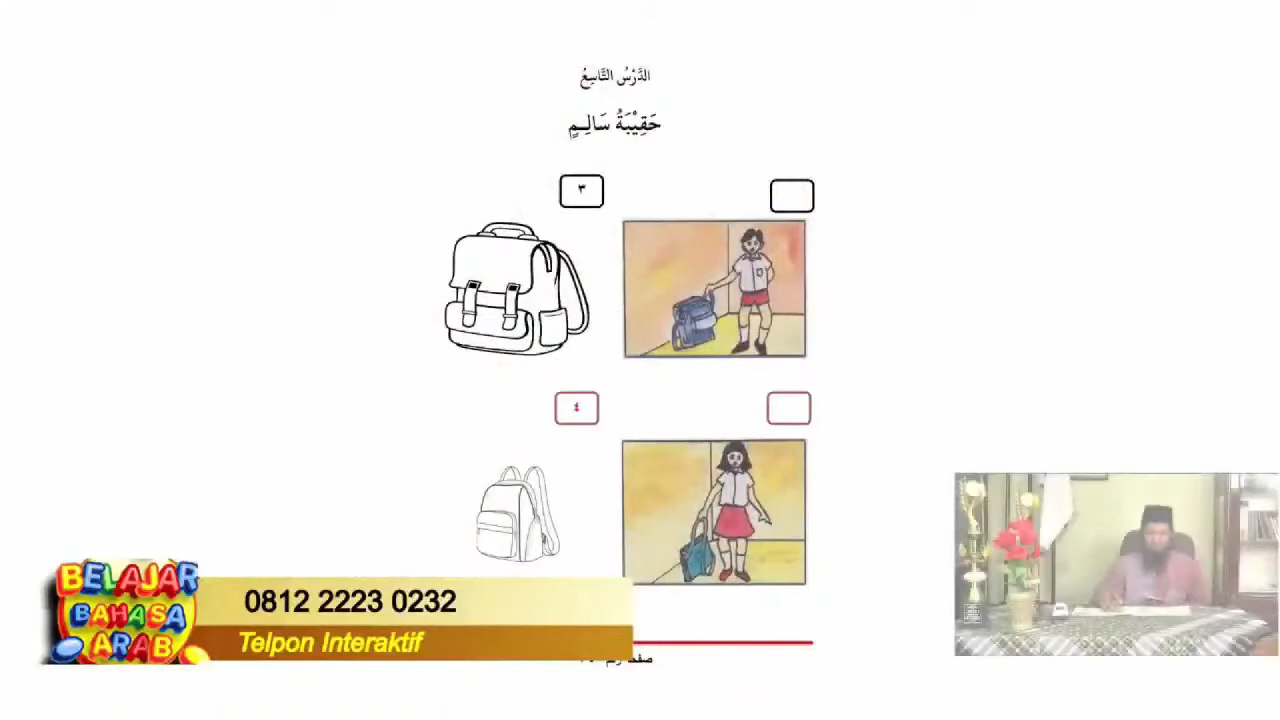 الدَّرْسُ التَّاسِعُ
حَقِيْبَةُ سَالِمٍ
٣
٤
BELAJAR
BAHASA
ARAB
0812 2223 0232
Telpon Interaktif